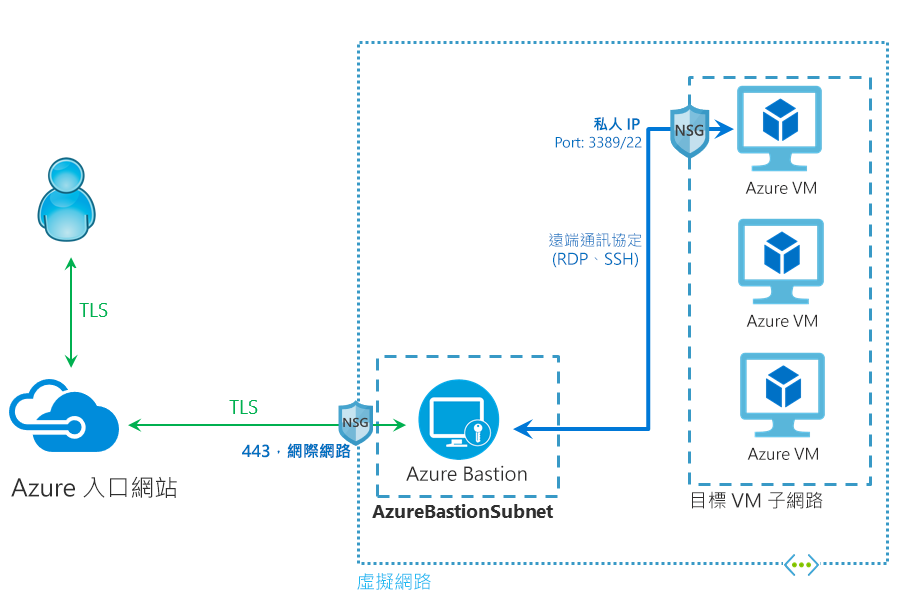 私人 IP
Port: 3389/22
NSG
Azure VM
遠端通訊協定
(RDP、SSH)
Azure VM
TLS
TLS
NSG
443，網際網路
Azure VM
Azure Bastion
Azure 入口網站
AzureBastionSubnet
目標 VM 子網路
虛擬網路